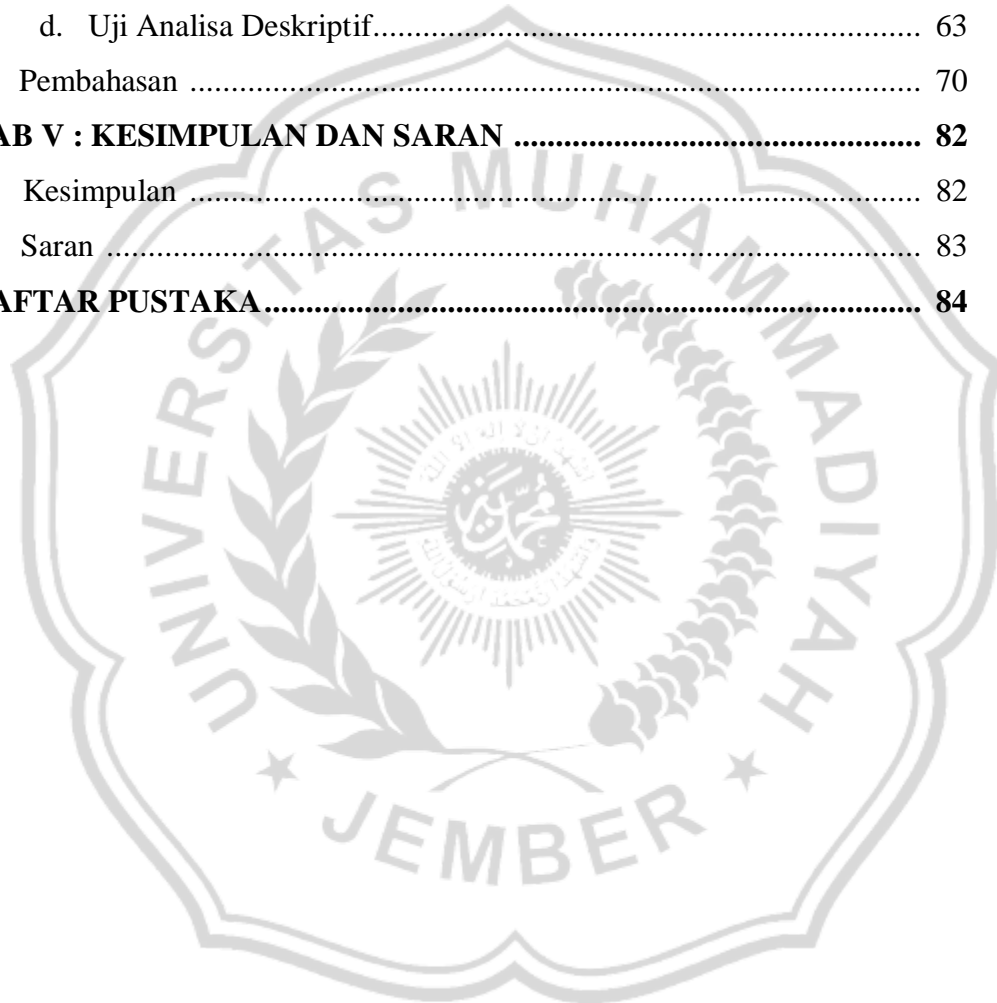 d. Uji Analisa Deskriptif.................................................................................. 63
Pembahasan ........................................................................................... 70
AB V : KESIMPULAN DAN SARAN ................................................. 82
Kesimpulan ........................................................................................... 82
Saran ..................................................................................................... 83
AFTAR PUSTAKA................................................................................ 84
UNIVERSITAS MUHAMMADIYAH
JEMBER